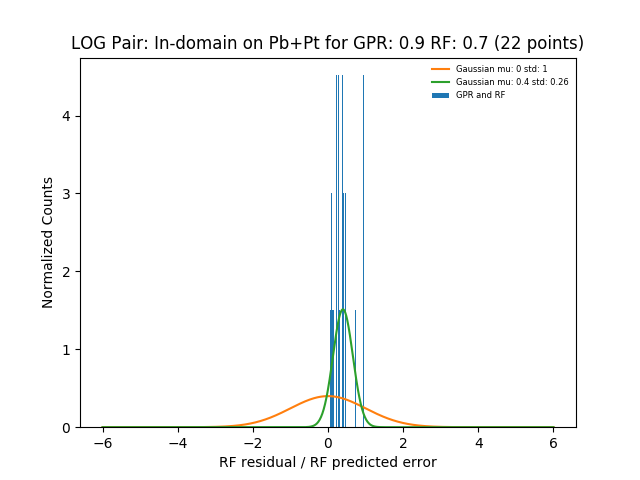 LOG Pair: In-domain on Pb+Pt for GPR: 0.9 RF: 0.7 (22 points)
Gaussian mu: 0 std: 1
Gaussian mu: 0.4 std: 0.26
GPR and RF
Normalized Counts
4
3
2
1
0
−6 −4 −2 0 2 4 6
RF residual / RF predicted error